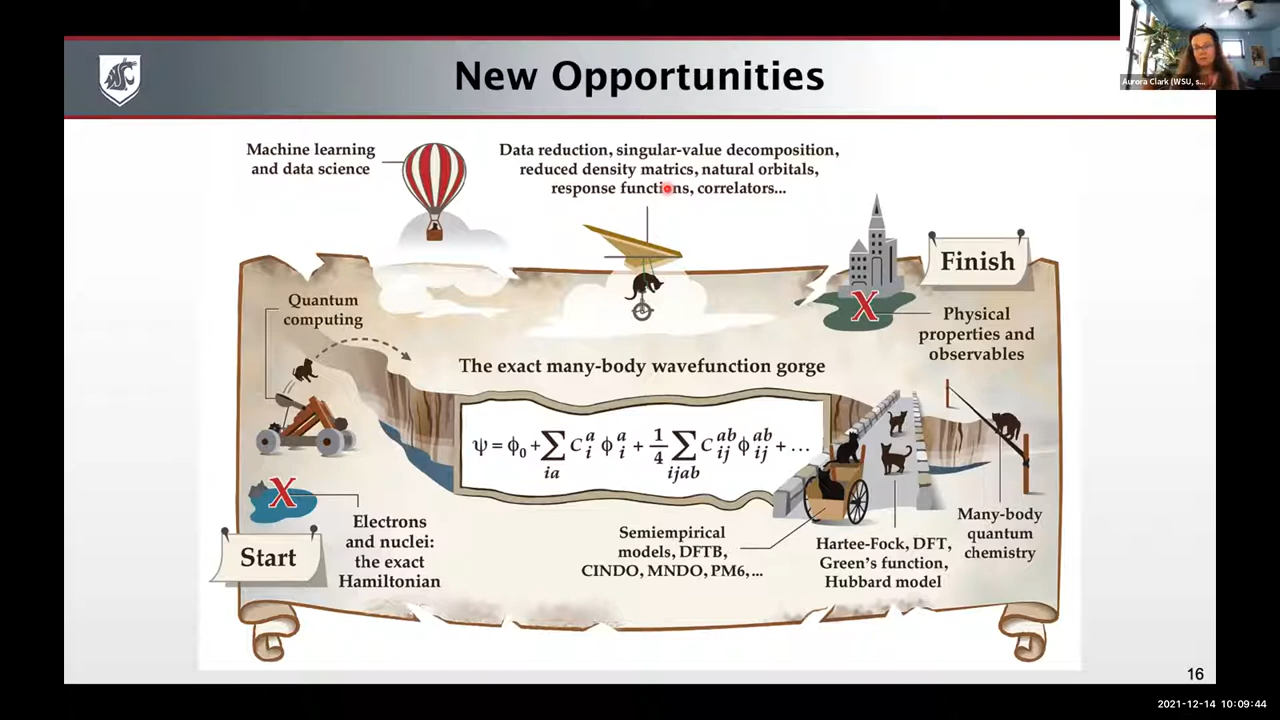 New Opportunities
Aurora Clark (WSU, s...
Machine learning
and data science
Data reduction, singular-value decomposition,
reduced density matrics, natural orbitals,
response functions, correlators...
Finish
Quantum
computing
Physical
properties and
observables
X
The exact many-body wavefunction gorge
ψ = ϕ₀ + ∑ C_i^a ϕ_i^a + 1/4 ∑ C_ij^ab ϕ_ij^ab + ...
ia ijab
X
Start
Electrons
and nuclei:
the exact
Hamiltonian
Semiempirical
models, DFTB,
CINDO, MNDO, PM6,...
Hartee-Fock, DFT,
Green's function,
Hubbard model
Many-body
quantum
chemistry
16
2021-12-14 10:09:44